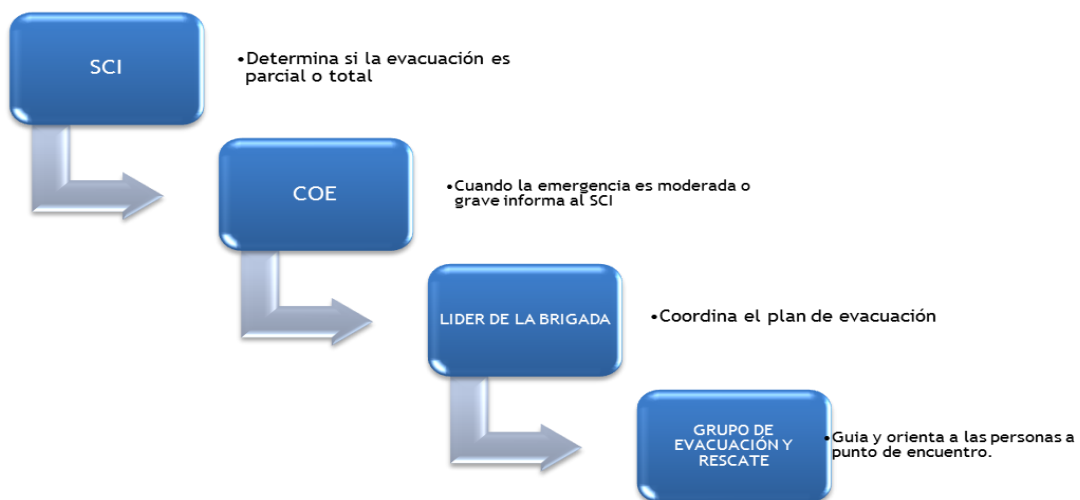 SCI
•Determina si la evacuación es
parcial o total
COE
•Cuando la emergencia es moderada o
grave informa al SCI
LIDER DE LA BRIGADA
•Coordina el plan de evacuación
GRUPO DE
EVACUACIÓN Y
RESCATE
•Guia y orienta a las personas a
punto de encuentro.